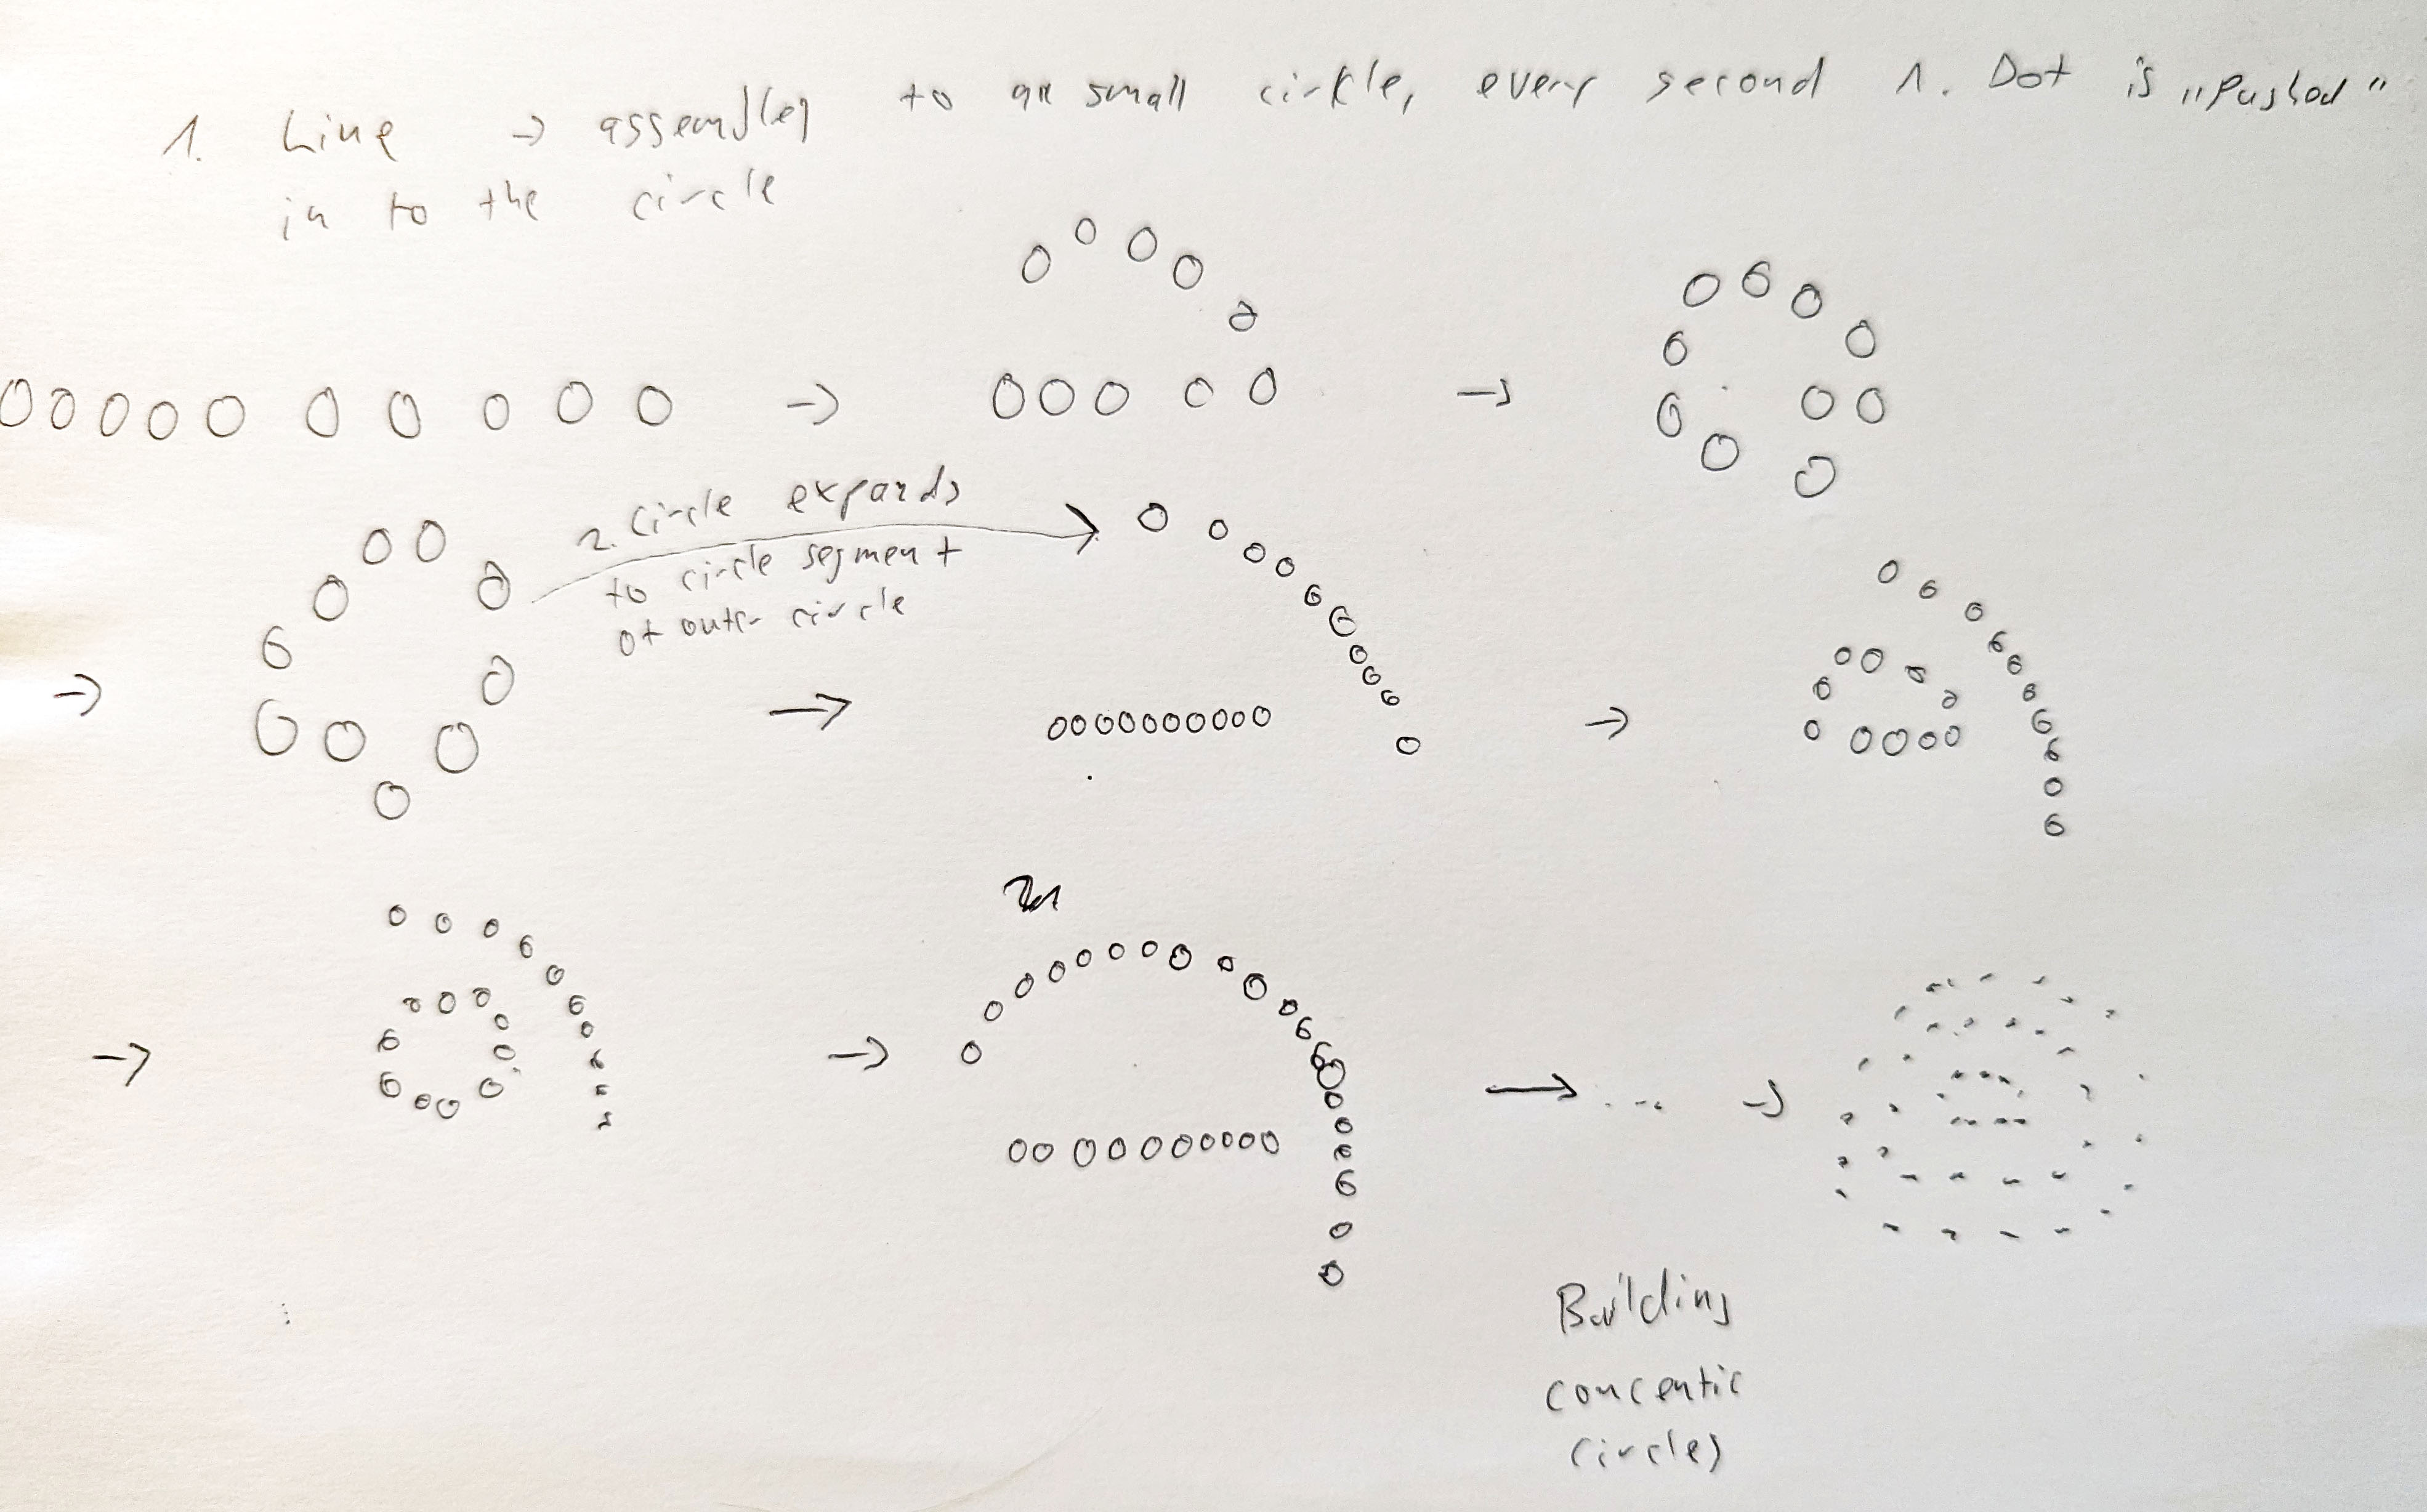 1. Line → assembles to an small cirkle, every second 1. Dot is „Pushed"
in to the circle
2. Circle expands
to circle segment
of outer circle
Building
concentic
circles